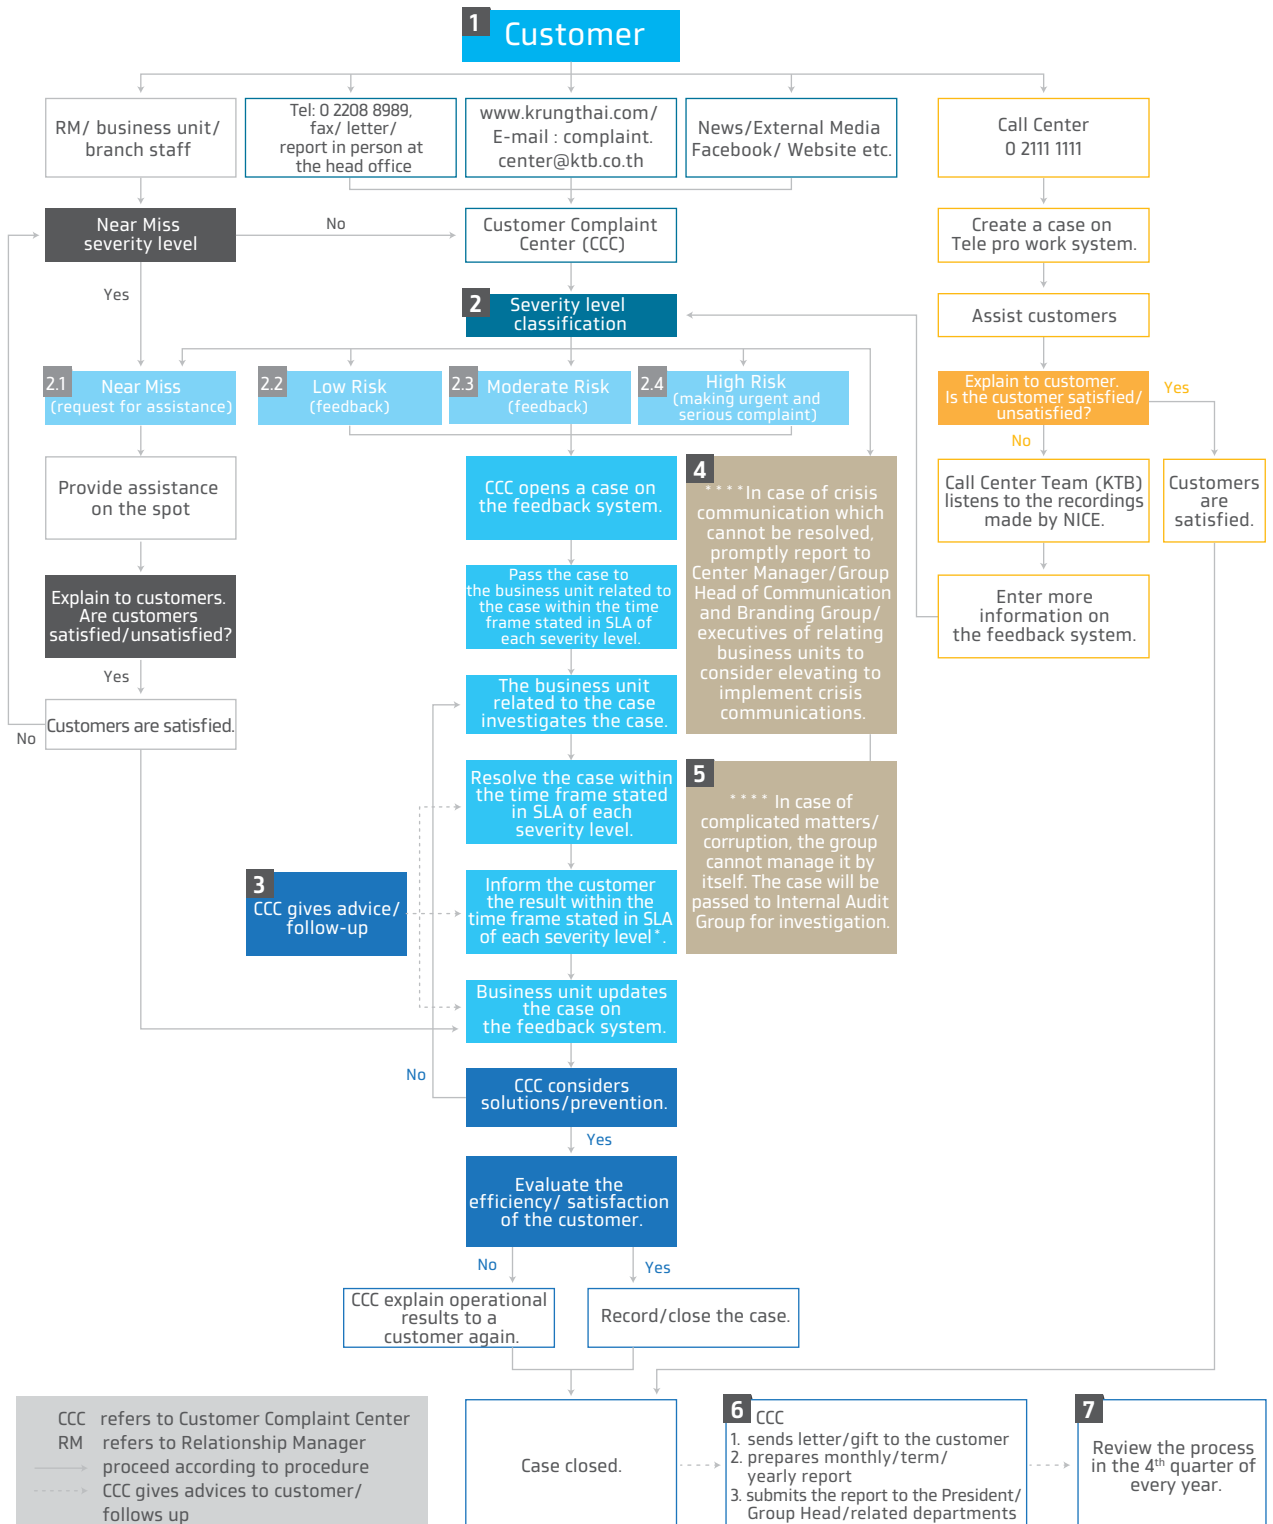 1
Customer
RM/ business unit/
branch staff
Tel: 0 2208 8989,
fax/ letter/
report in person at
the head office
www.krungthai.com/
E-mail : complaint.
center@ktb.co.th
News/External Media
Facebook/ Website etc.
Call Center
0 2111 1111
Near Miss
severity level
No
Customer Complaint
Center (CCC)
Create a case on
Tele pro work system.
Yes
2
Severity level
classification
Assist customers
2.1
Near Miss
(request for assistance)
2.2
Low Risk
(feedback)
2.3
Moderate Risk
(feedback)
2.4
High Risk
(making urgent and
serious complaint)
Explain to customer.
Is the customer satisfied/
unsatisfied?
Yes
No
Provide assistance
on the spot
CCC opens a case on
the feedback system.
4
****In case of crisis
communication which
cannot be resolved,
promptly report to
Center Manager/Group
Head of Communication
and Branding Group/
executives of relating
business units to
consider elevating to
implement crisis
communications.
Call Center Team (KTB)
listens to the recordings
made by NICE.
Customers
are
satisfied.
Explain to customers.
Are customers
satisfied/unsatisfied?
Pass the case to
the business unit related to
the case within the time
frame stated in SLA of
each severity level.
Enter more
information on
the feedback system.
Yes
Customers are satisfied.
No
The business unit
related to the case
investigates the case.
Resolve the case within
the time frame stated
in SLA of each
severity level.
5
**** In case of
complicated matters/
corruption, the group
cannot manage it by
itself. The case will be
passed to Internal Audit
Group for investigation.
3
CCC gives advice/
follow-up
Inform the customer
the result within the
time frame stated in SLA
of each severity level*.
Business unit updates
the case on
the feedback system.
No
CCC considers
solutions/prevention.
Yes
Evaluate the
efficiency/ satisfaction
of the customer.
No
Yes
CCC explain operational
results to a
customer again.
Record/close the case.
CCC refers to Customer Complaint Center
RM refers to Relationship Manager
proceed according to procedure
CCC gives advices to customer/
follows up
Case closed.
6
CCC
1. sends letter/gift to the customer
2. prepares monthly/term/
yearly report
3. submits the report to the President/
Group Head/related departments
7
Review the process
in the 4th quarter of
every year.